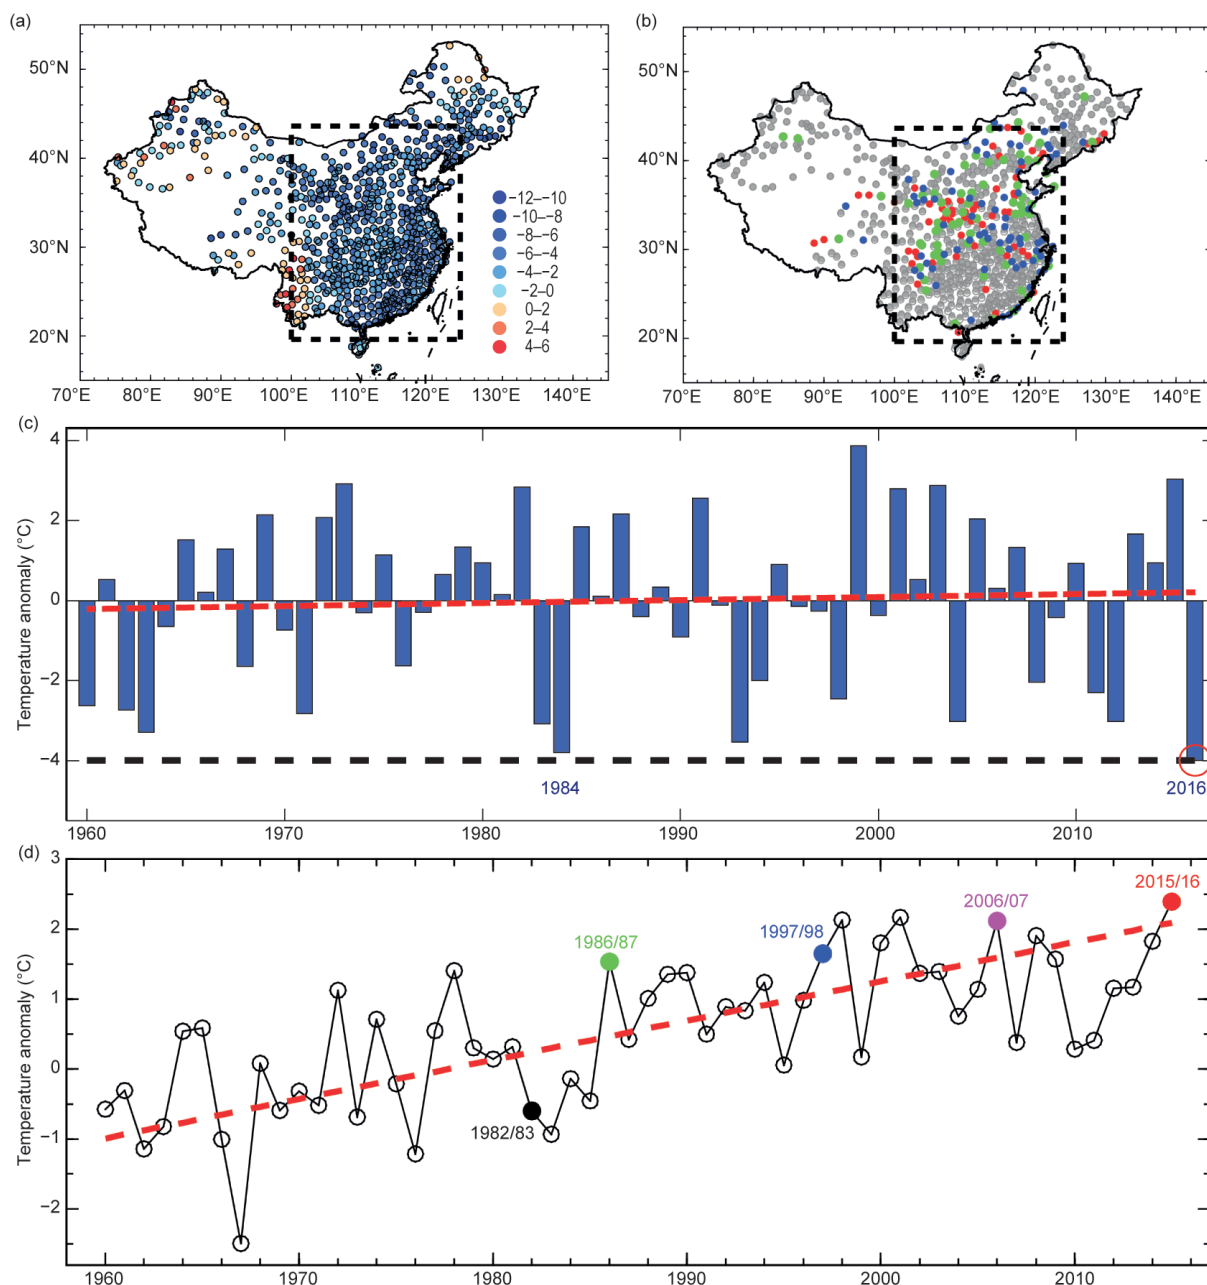 (a)
(b)
50°N
40°N
30°N
20°N
−12–−10
−10–−8
−8–−6
−6–−4
−4–−2
−2–0
0–2
2–4
4–6
70°E 80°E 90°E 100°E 110°E 120°E 130°E 140°E
50°N
40°N
30°N
20°N
70°E 80°E 90°E 100°E 110°E 120°E 130°E 140°E
(c)
Temperature anomaly (°C)
4
2
0
−2
−4
1984
2016
1960 1970 1980 1990 2000 2010
(d)
Temperature anomaly (°C)
3
2
1
0
−1
−2
2015/16
2006/07
1997/98
1986/87
1982/83
1960 1970 1980 1990 2000 2010